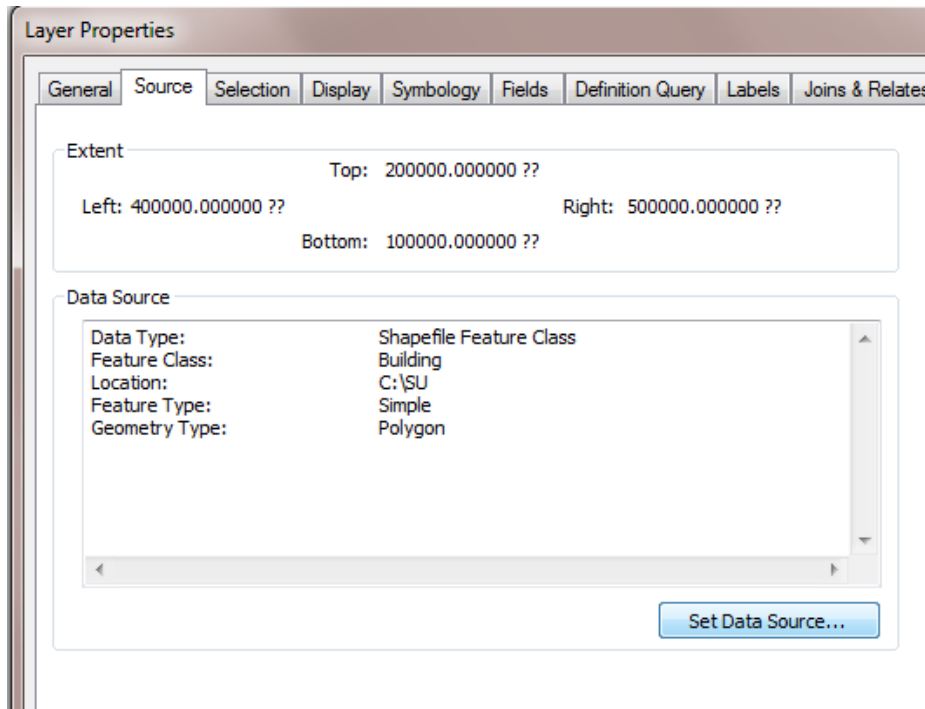 Layer Properties
General Source Selection Display Symbology Fields Definition Query Labels Joins & Relates
Extent
Top: 200000.000000 ??
Left: 400000.000000 ?? Right: 500000.000000 ??
Bottom: 100000.000000 ??
Data Source
Data Type: Shapefile Feature Class
Feature Class: Building
Location: C:\SU
Feature Type: Simple
Geometry Type: Polygon
Set Data Source...